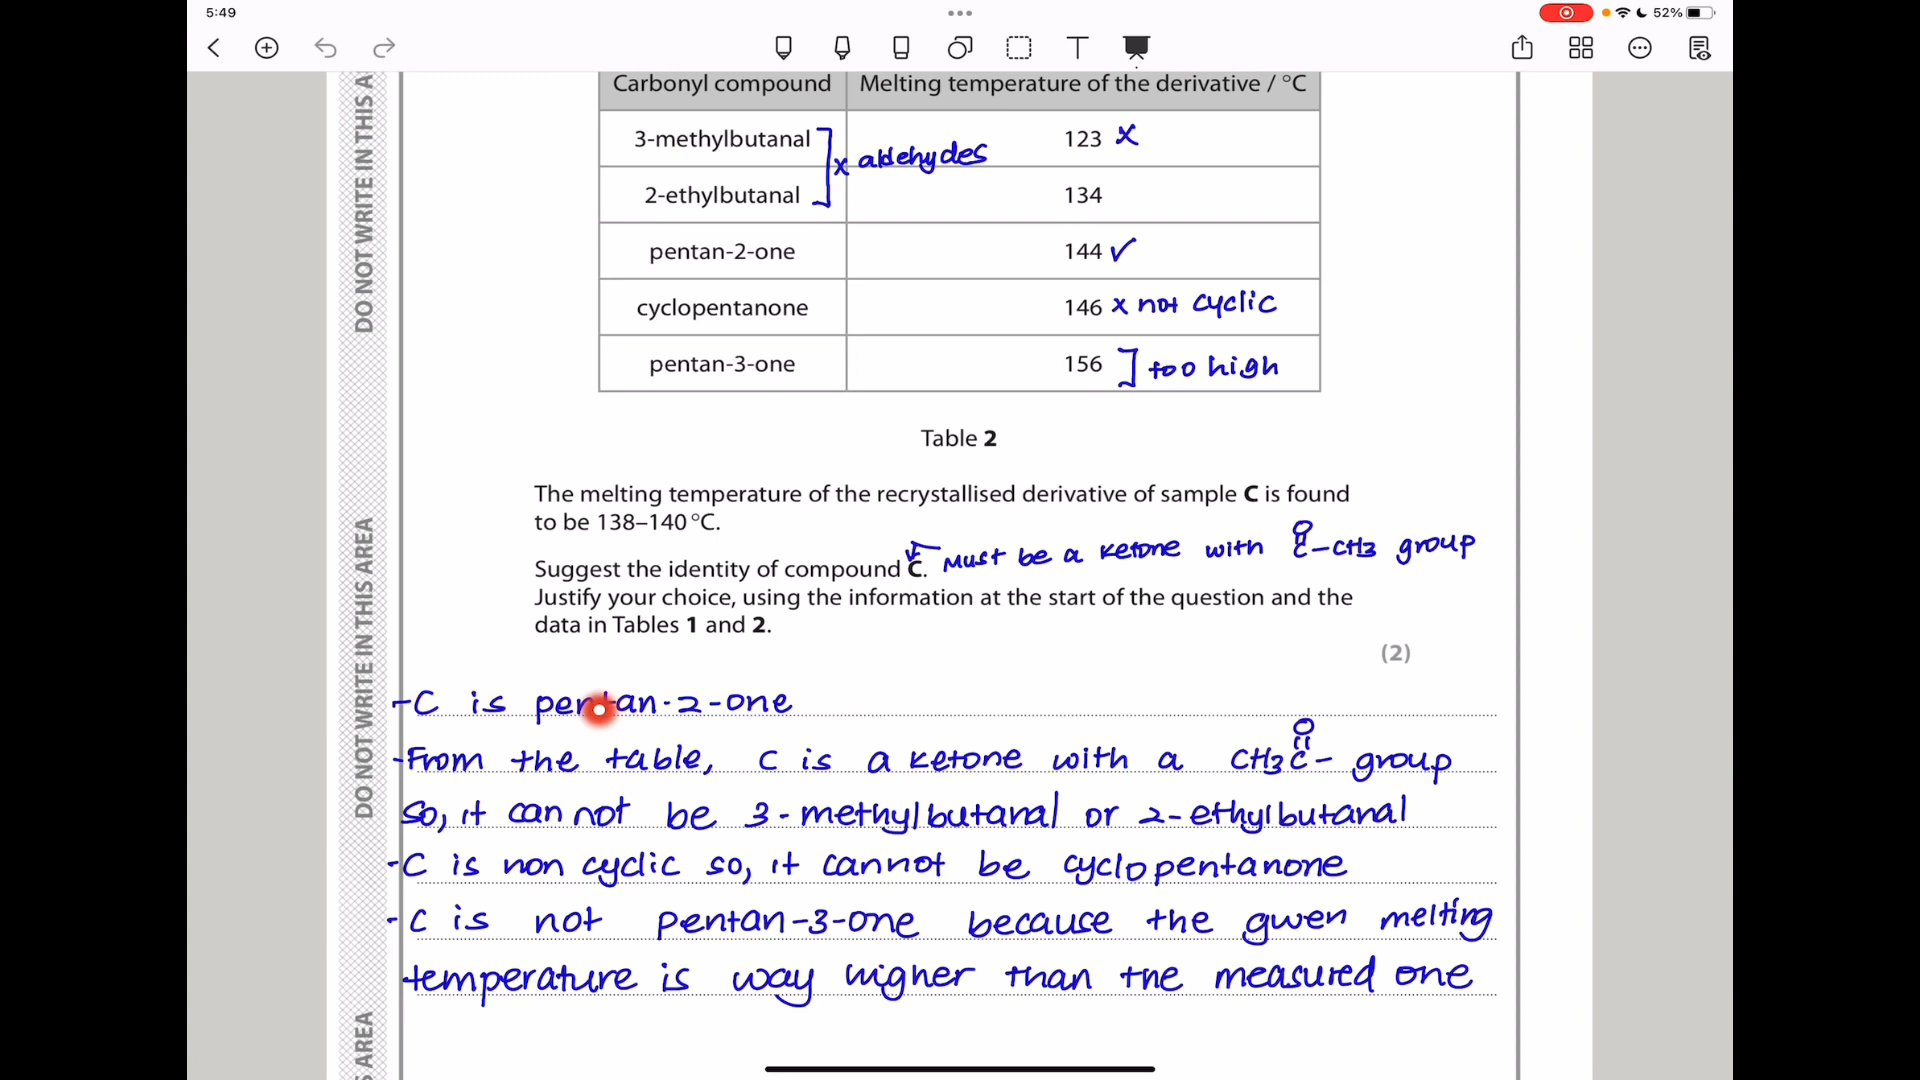 5:49
52%
Carbonyl compound Melting temperature of the derivative / °C
3-methylbutanal 123 x
x aldehydes
2-ethylbutanal 134
pentan-2-one 144 ✓
cyclopentanone 146 x not cyclic
pentan-3-one 156 ] too high
Table 2
The melting temperature of the recrystallised derivative of sample C is found
to be 138–140 °C.
Must be a ketone with C-CH3 group
O
Suggest the identity of compound C.
Justify your choice, using the information at the start of the question and the
data in Tables 1 and 2.
(2)
-C is pentan-2-one
O
-From the table, C is a ketone with a CH3C- group
so, it can not be 3-methylbutanal or 2-ethylbutanal
-C is non cyclic so, it cannot be cyclopentanone
-C is not pentan-3-one because the given melting
temperature is way higher than the measured one
DO NOT WRITE IN THIS A
DO NOT WRITE IN THIS AREA
S AREA